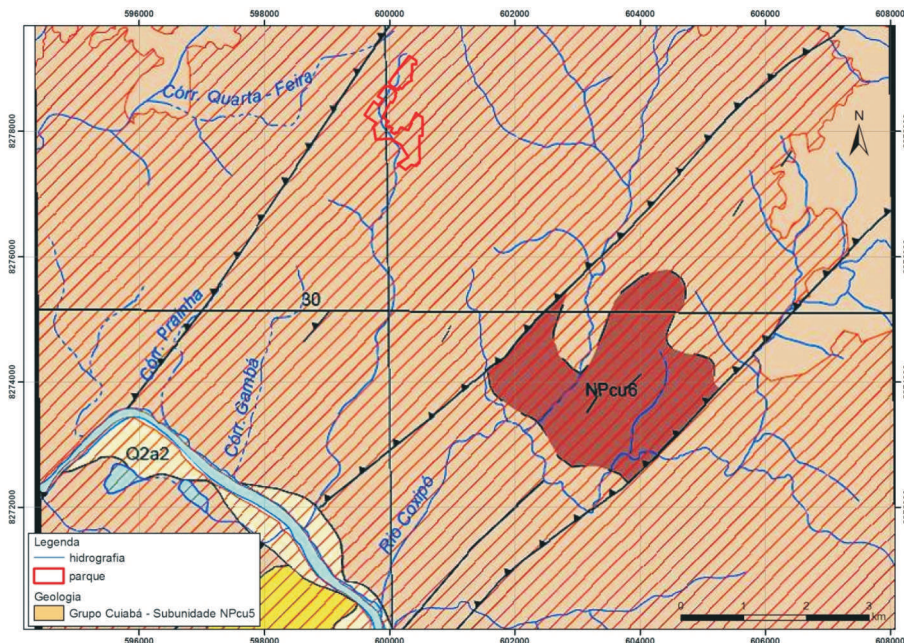 596000 598000 600000 602000 604000 606000 608000
Córr. Quarta - Feira
N
8278000
8276000
30
Córr. Prainha
8274000
Córr. Gambá
NPcu6
Q2a2
8272000
Rio Coxipó
Legenda
hidrografia
parque
Geologia
Grupo Cuiabá - Subunidade NPcu5
0 1 2 3
km
596000 598000 600000 602000 604000 606000 608000